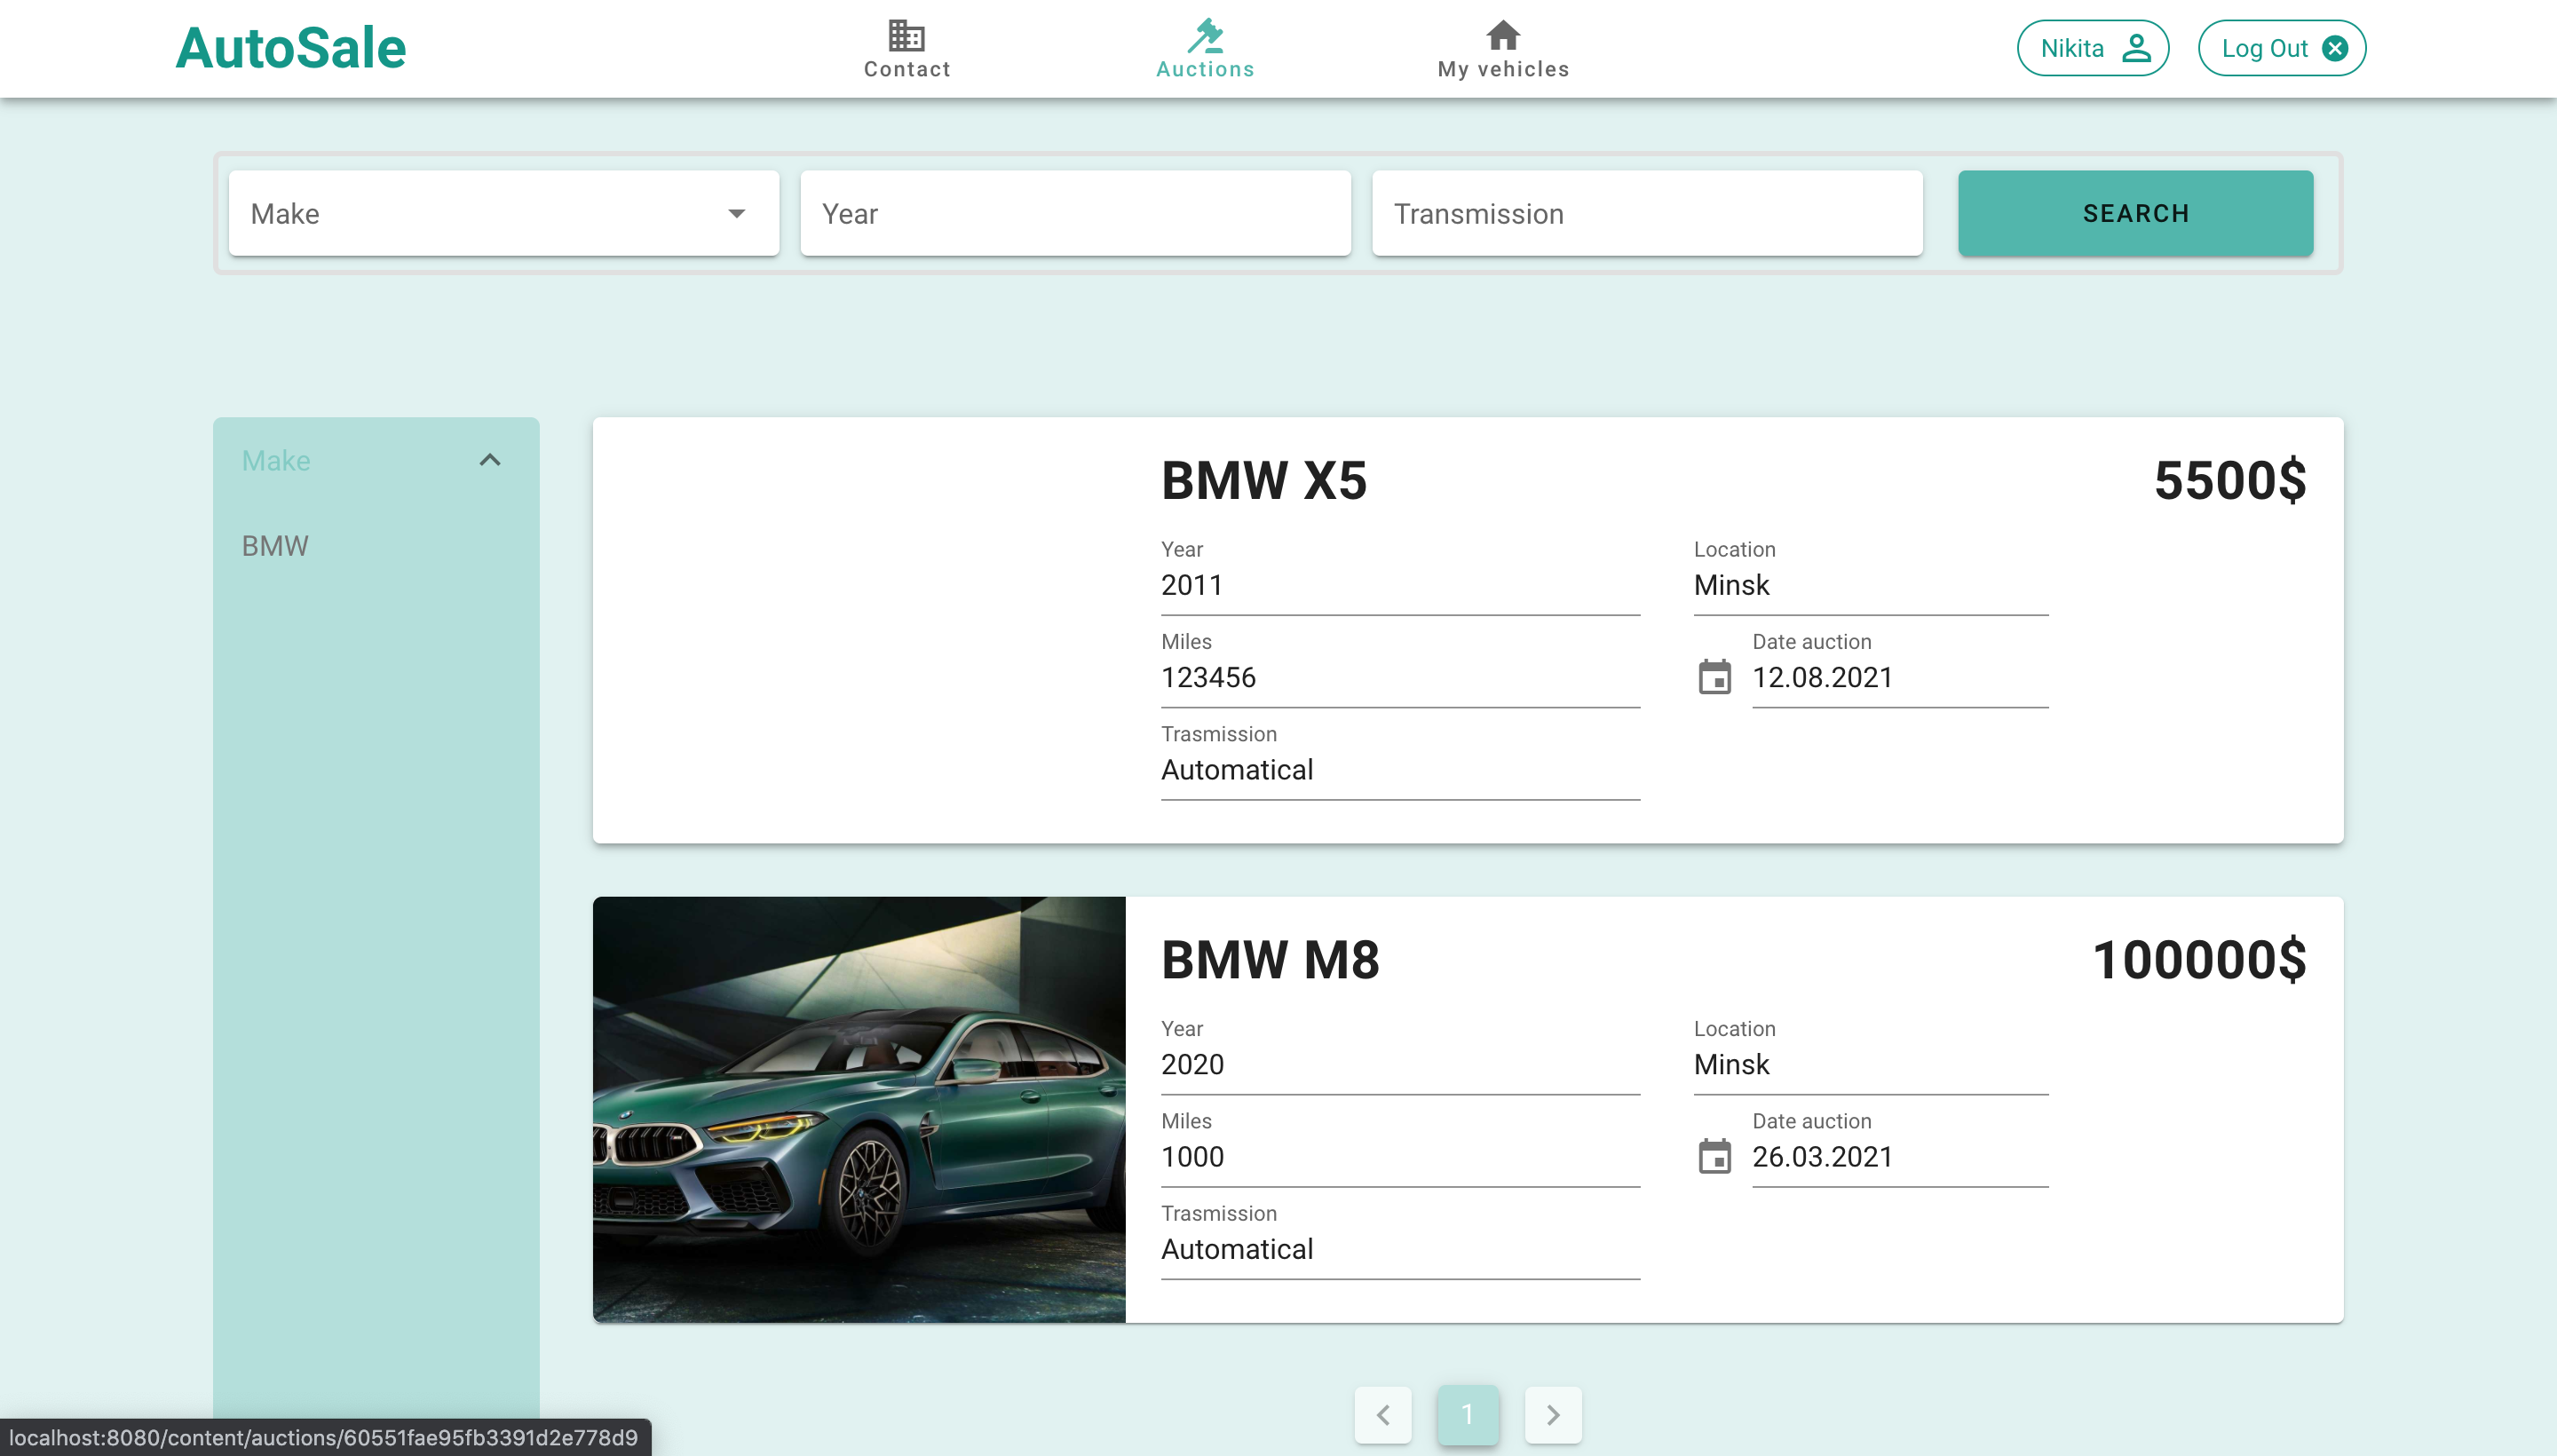 AutoSale
Contact
Auctions
My vehicles
Nikita
Log Out
Make
Year
Transmission
SEARCH
Make
BMW
BMW X5
5500$
Year
2011
Location
Minsk
Miles
123456
Date auction
12.08.2021
Trasmission
Automatical
BMW M8
100000$
Year
2020
Location
Minsk
Miles
1000
Date auction
26.03.2021
Trasmission
Automatical
1
localhost:8080/content/auctions/60551fae95fb3391d2e778d9